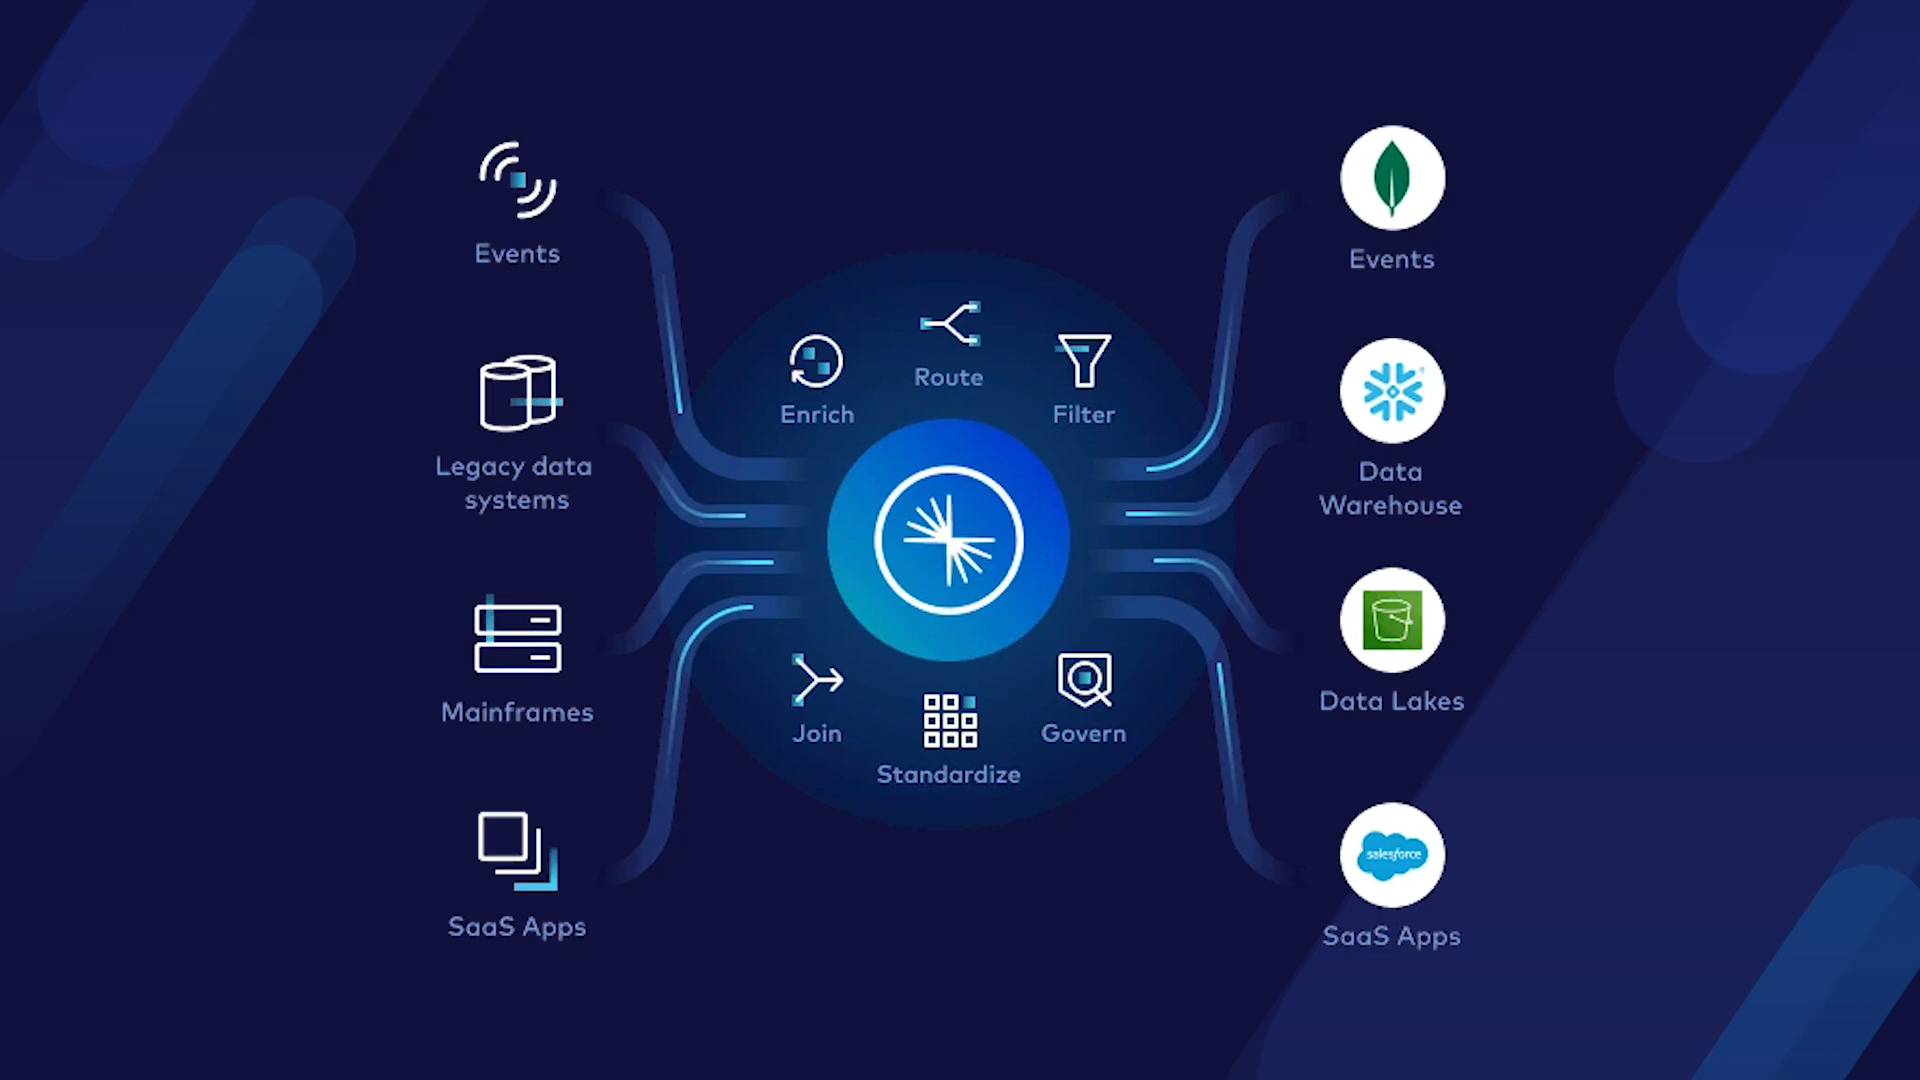 Events
Legacy data
systems
Mainframes
SaaS Apps
Enrich
Route
Filter
Join
Standardize
Govern
Events
Data
Warehouse
Data Lakes
salesforce
SaaS Apps